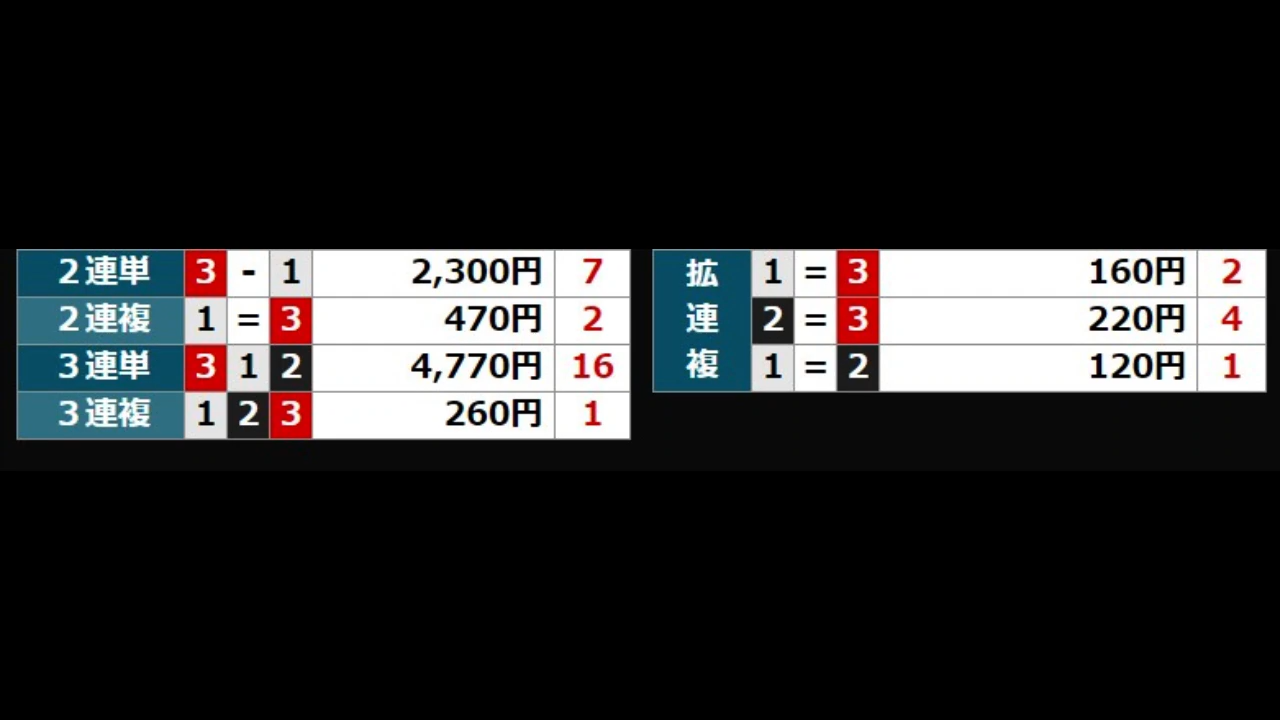 2連単 3 - 1 2,300円 7
2連複 1 = 3 470円 2
3連単 3 1 2 4,770円 16
3連複 1 2 3 260円 1
拡連複
1 = 3 160円 2
2 = 3 220円 4
1 = 2 120円 1